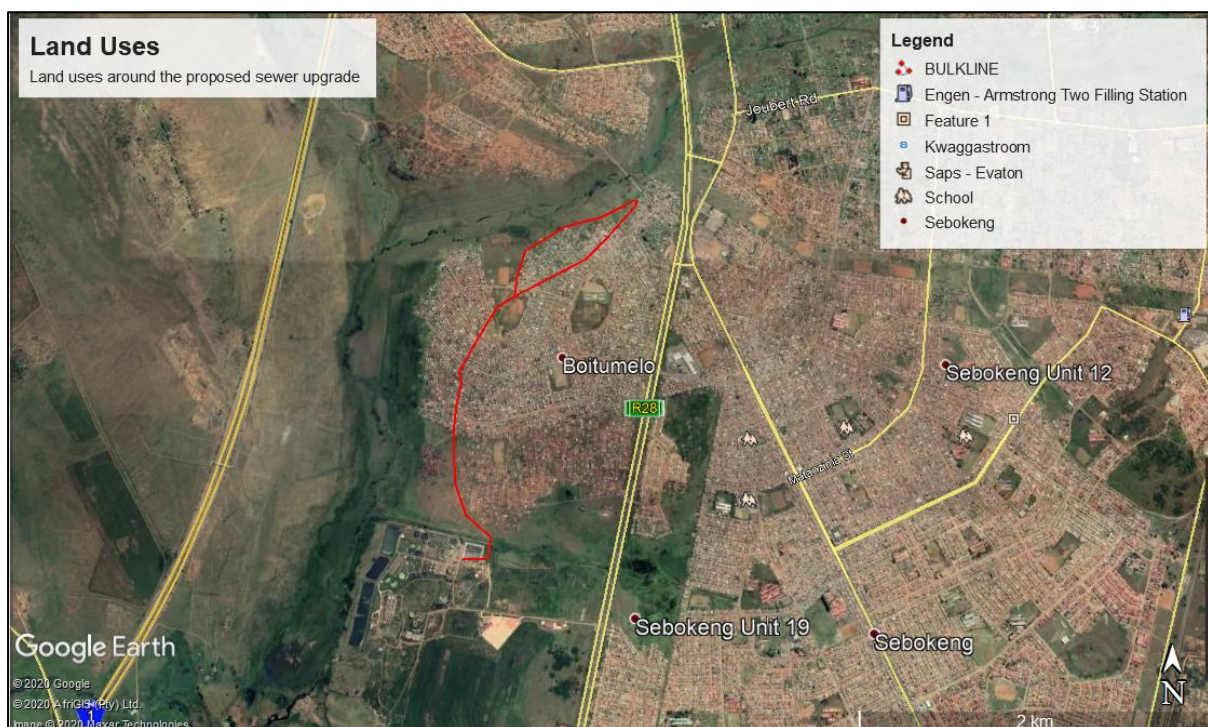 Land Uses
Land uses around the proposed sewer upgrade
Legend
BULKLINE
Engen - Armstrong Two Filling Station
Feature 1
Kwaggastroom
Saps - Evaton
School
Sebokeng
Joubert Rd
Boitumelo
Sebokeng Unit 12
R28
Sebokeng Unit 19
Sebokeng
Google Earth
© 2020 Google
© 2020 AfriGIS (Pty) Ltd.
Image © 2020 Maxar Technologies
1
N
2 km